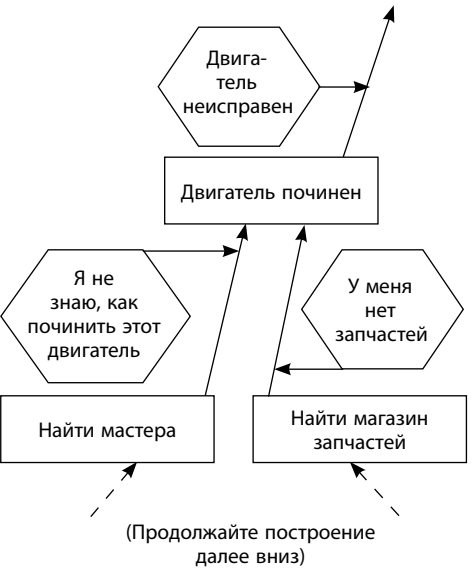 Двига-
тель
неисправен
Двигатель починен
Я не
знаю, как
починить этот
двигатель
У меня
нет
запчастей
Найти мастера
Найти магазин
запчастей
(Продолжайте построение
далее вниз)